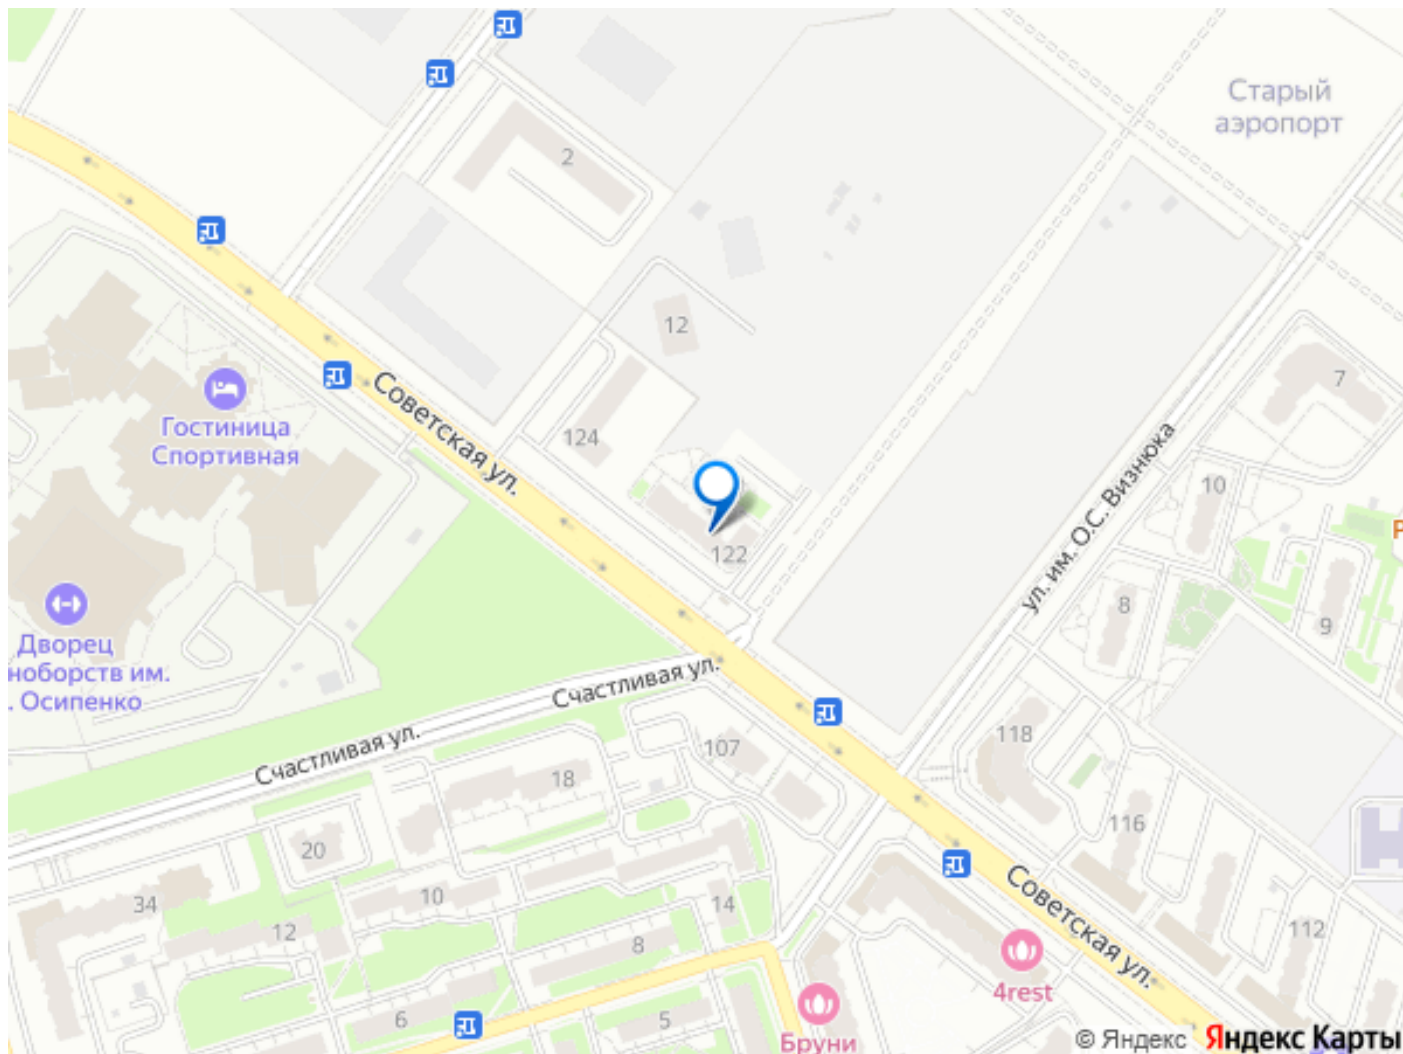 Старый
аэропорт
2
12
Советская ул.
124
Гостиница
Спортивная
122
7
10
ул. им. О.С. Визнюка
8
9
Дворец
ноборств им.
. Осипенко
Счастливая ул.
Счастливая ул.
107
118
18
116
20
10
34
12
14
8
Советская ул.
112
4rest
6
5
Бруни
© Яндекс Яндекс Карты